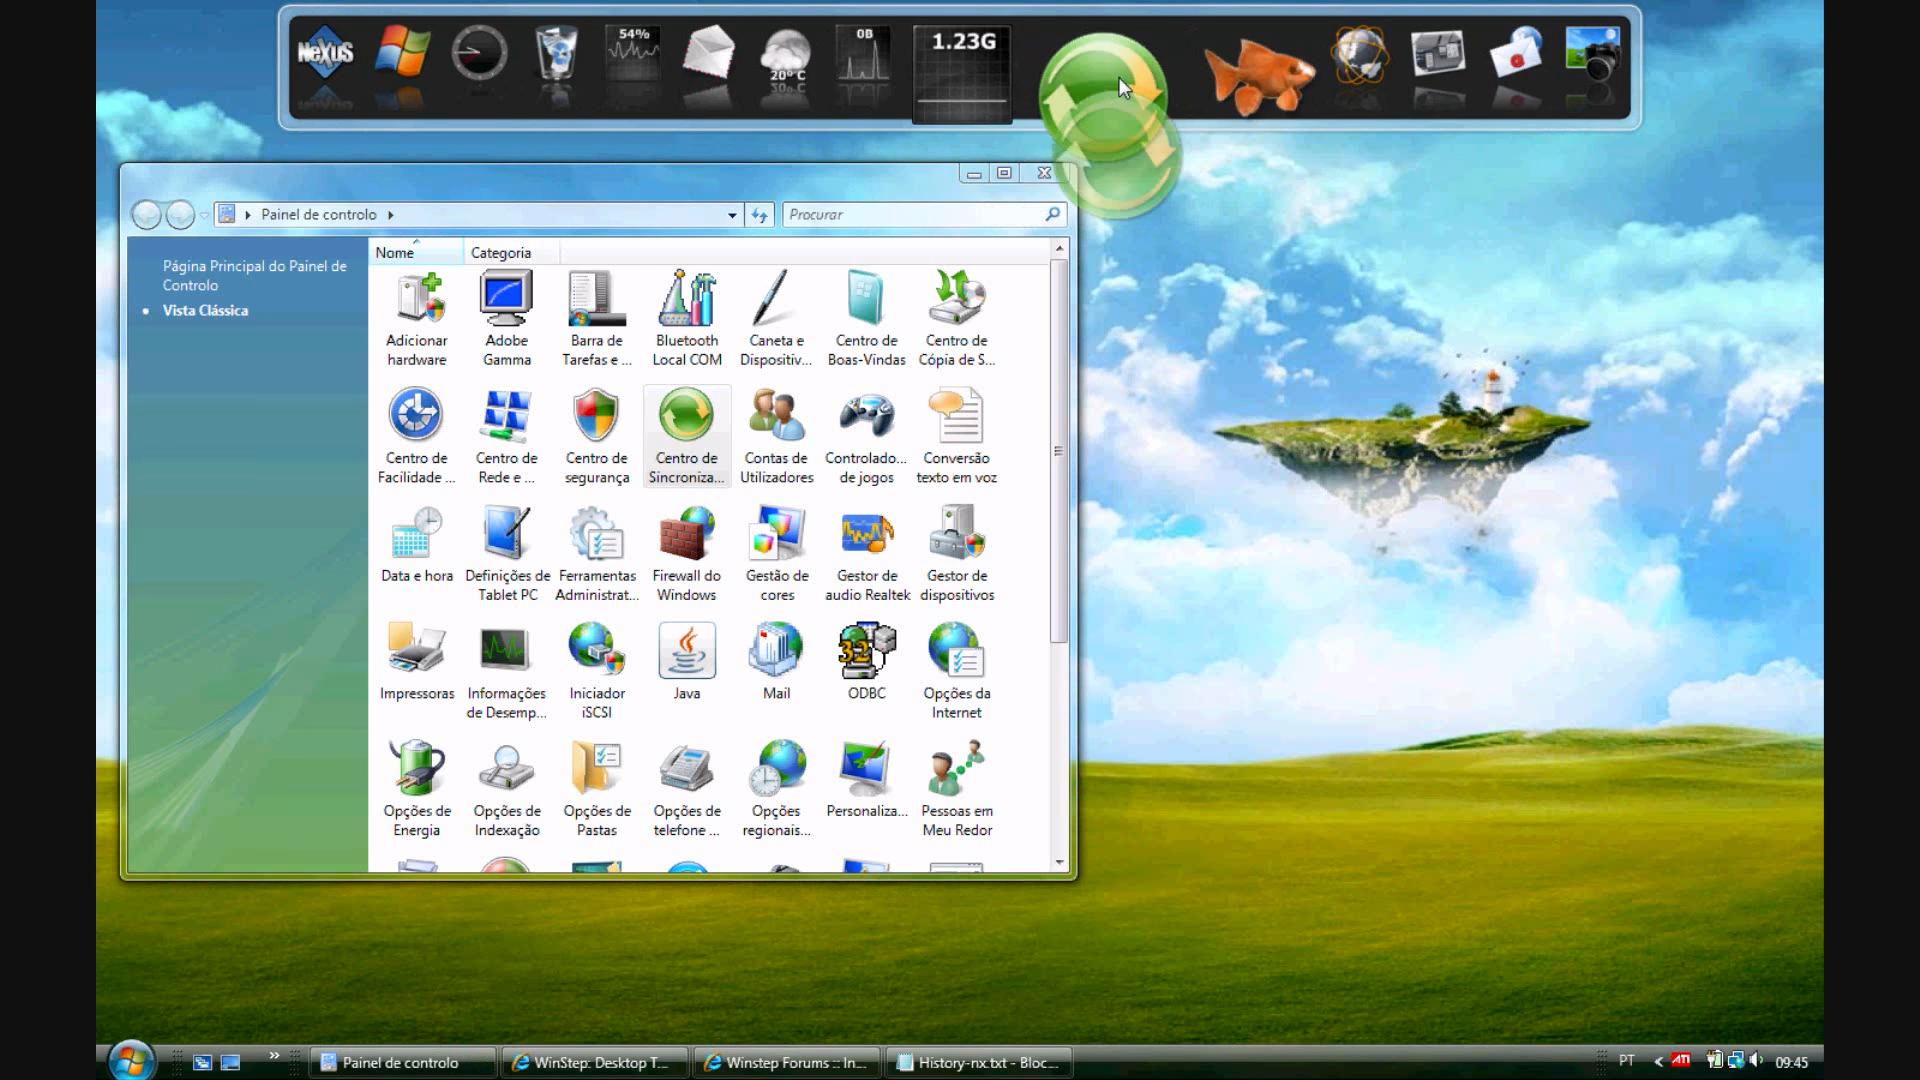 NeXuS
54%
20º C
0B
1.23G
Painel de controlo
Procurar
Página Principal do Painel de
Controlo
Vista Clássica
Nome
Categoria
Adicionar
hardware
Adobe
Gamma
Barra de
Tarefas e ...
Bluetooth
Local COM
Caneta e
Dispositiv...
Centro de
Boas-Vindas
Centro de
Cópia de S...
Centro de
Facilidade ...
Centro de
Rede e ...
Centro de
segurança
Centro de
Sincroniza...
Contas de
Utilizadores
Controlado...
de jogos
Conversão
texto em voz
Data e hora
Definições de
Tablet PC
Ferramentas
Administrat...
Firewall do
Windows
Gestão de
cores
Gestor de
audio Realtek
Gestor de
dispositivos
Impressoras
Informações
de Desemp...
Iniciador
iSCSI
Java
Mail
32
ODBC
Opções da
Internet
Opções de
Energia
Opções de
Indexação
Opções de
Pastas
Opções de
telefone ...
Opções
regionais...
Personaliza...
Pessoas em
Meu Redor
Painel de controlo
WinStep: Desktop T...
Winstep Forums :: In...
History-nx.txt - Bloc...
PT
ATI
09:45